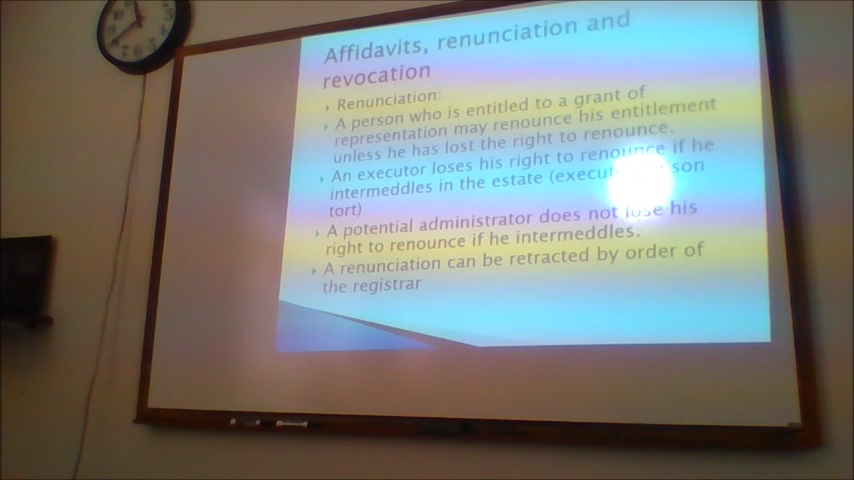 Affidavits, renunciation and
revocation
Renunciation:
A person who is entitled to a grant of
representation may renounce his entitlement
unless he has lost the right to renounce.
An executor loses his right to renounce if he
intermeddles in the estate (execut son
tort)
A potential administrator does not lose his
right to renounce if he intermeddles.
A renunciation can be retracted by order of
the registrar